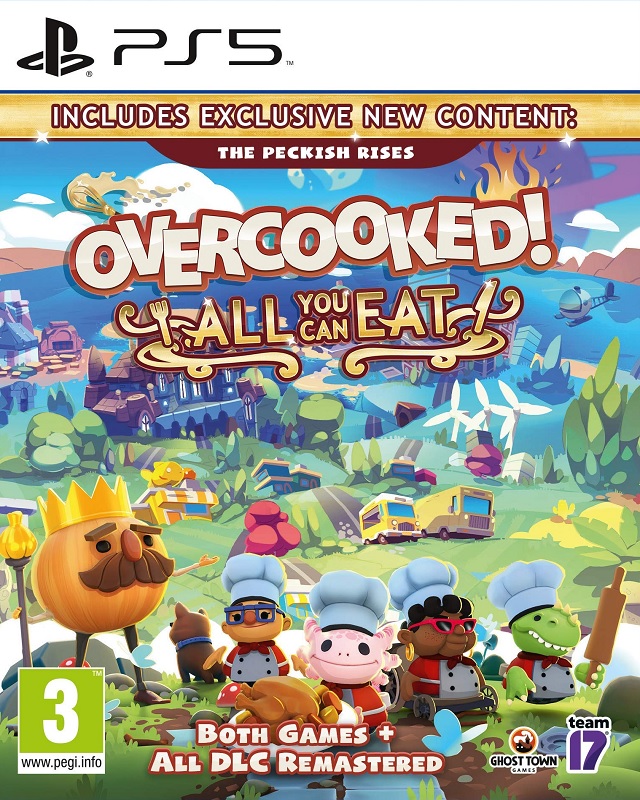 PS5
INCLUDES EXCLUSIVE NEW CONTENT:
THE PECKISH RISES
OVERCOOKED!
ALL YOU CAN EAT
3
www.pegi.info
BOTH GAMES +
ALL DLC REMASTERED
GHOST TOWN
GAMES
team
17